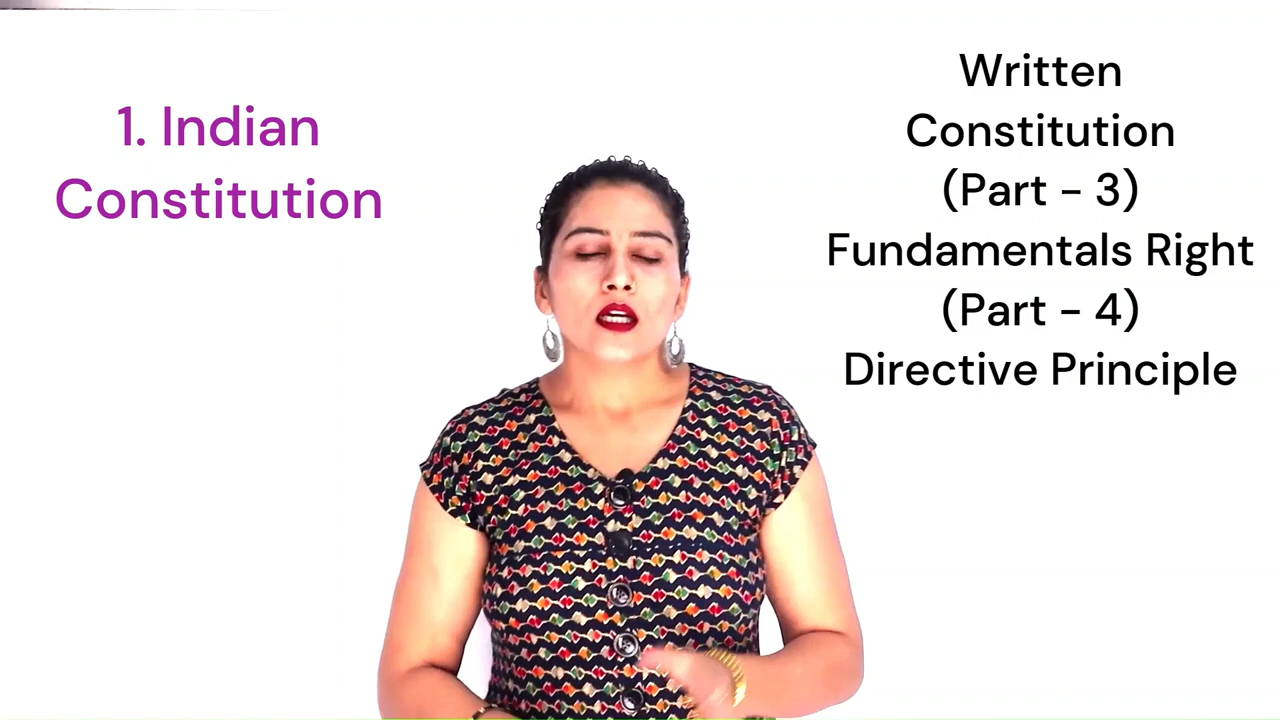 1. Indian
Constitution
Written
Constitution
(Part - 3)
Fundamentals Right
(Part - 4)
Directive Principle